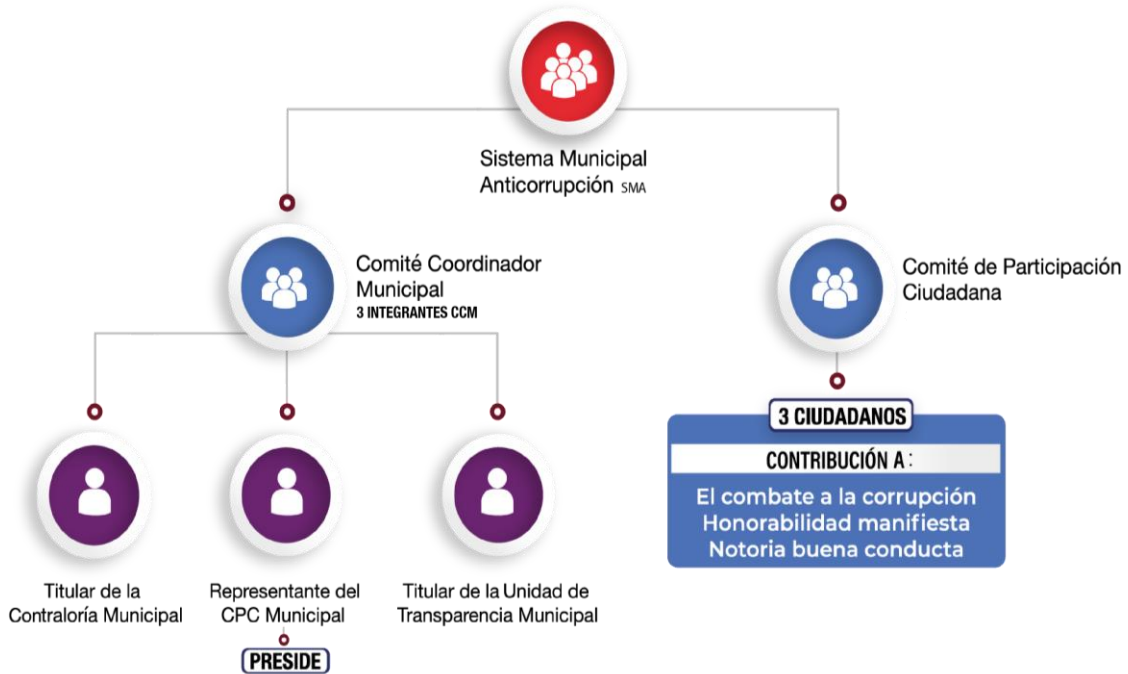 Sistema Municipal
Anticorrupción SMA
Comité Coordinador
Municipal
3 INTEGRANTES CCM
Comité de Participación
Ciudadana
3 CIUDADANOS
CONTRIBUCIÓN A:
El combate a la corrupción
Honorabilidad manifiesta
Notoria buena conducta
Titular de la
Contraloría Municipal
Representante del
CPC Municipal
PRESIDE
Titular de la Unidad de
Transparencia Municipal